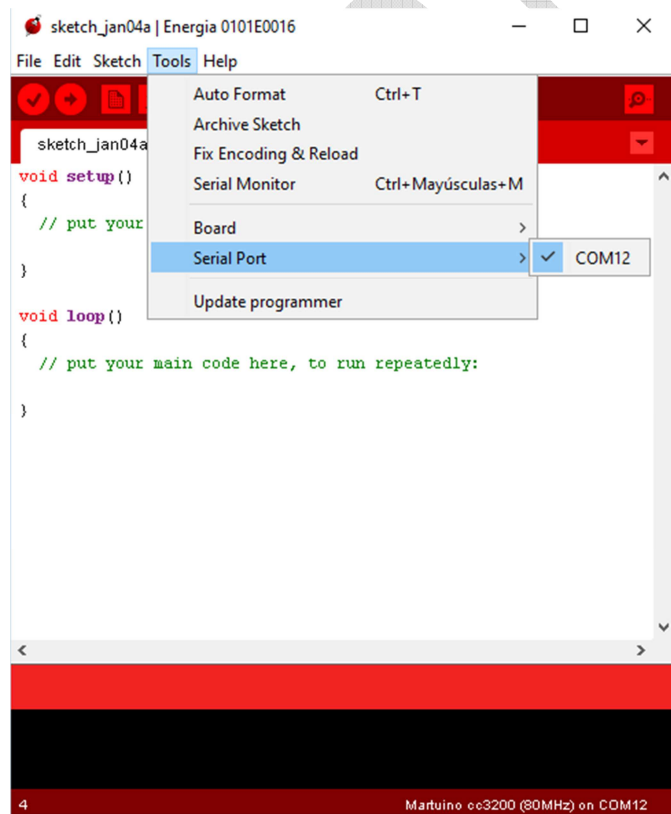 sketch_jan04a | Energia 0101E0016
File Edit Sketch Tools Help
Auto Format Ctrl+T
Archive Sketch
sketch_jan04a
Fix Encoding & Reload
void setup()
Serial Monitor Ctrl+Mayúsculas+M
{
// put your
Board
Serial Port
COM12
}
Update programmer
void loop()
{
// put your main code here, to run repeatedly:
}
4
Martuino cc3200 (80MHz) on COM12